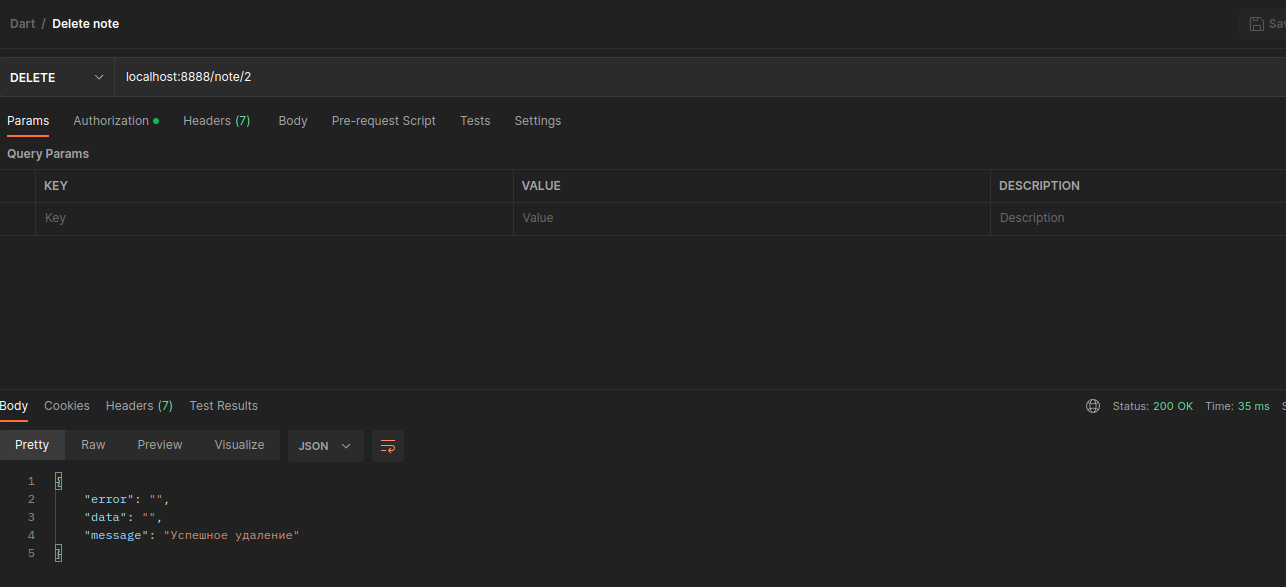 Dart / Delete note
DELETE localhost:8888/note/2
Params Authorization Headers (7) Body Pre-request Script Tests Settings
Query Params
KEY VALUE DESCRIPTION
Key Value Description
Body Cookies Headers (7) Test Results Status: 200 OK Time: 35 ms
Pretty Raw Preview Visualize JSON
1 {
2 "error": "",
3 "data": "",
4 "message": "Успешное удаление"
5 }